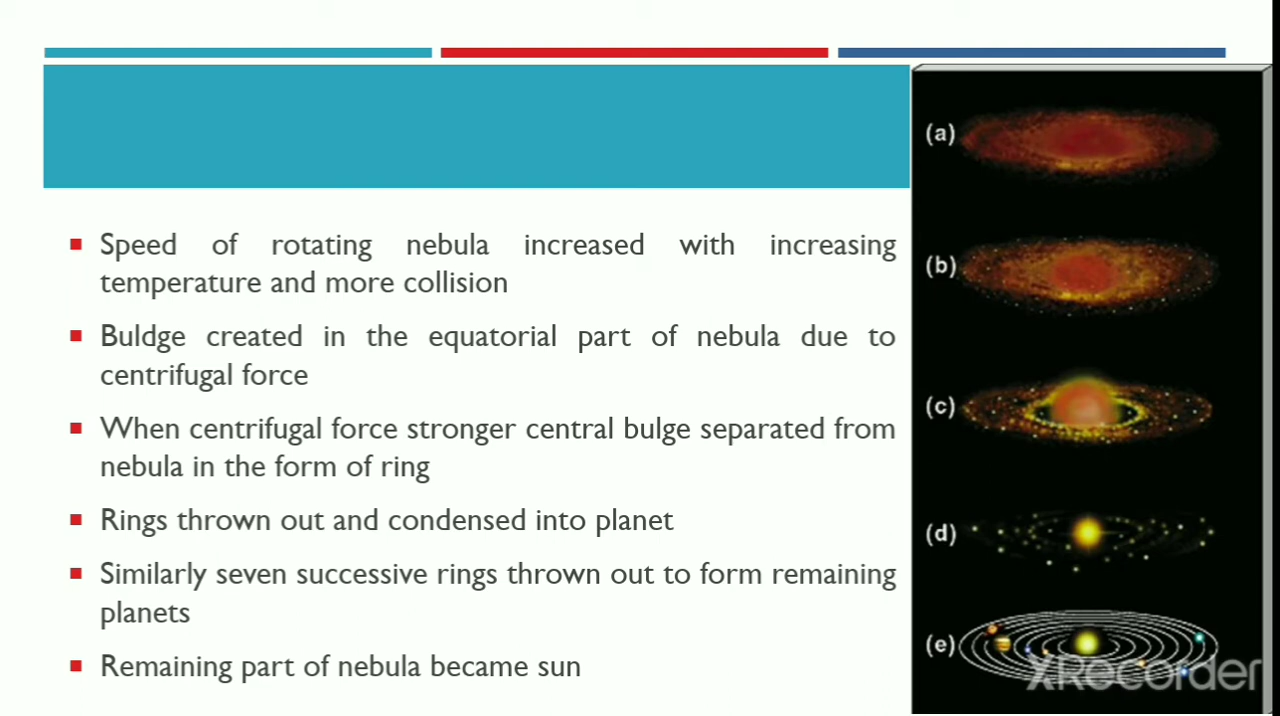 Speed of rotating nebula increased with increasing
temperature and more collision
Buldge created in the equatorial part of nebula due to
centrifugal force
When centrifugal force stronger central bulge separated from
nebula in the form of ring
Rings thrown out and condensed into planet
Similarly seven successive rings thrown out to form remaining
planets
Remaining part of nebula became sun
(a)
(b)
(c)
(d)
(e)
XRecorder